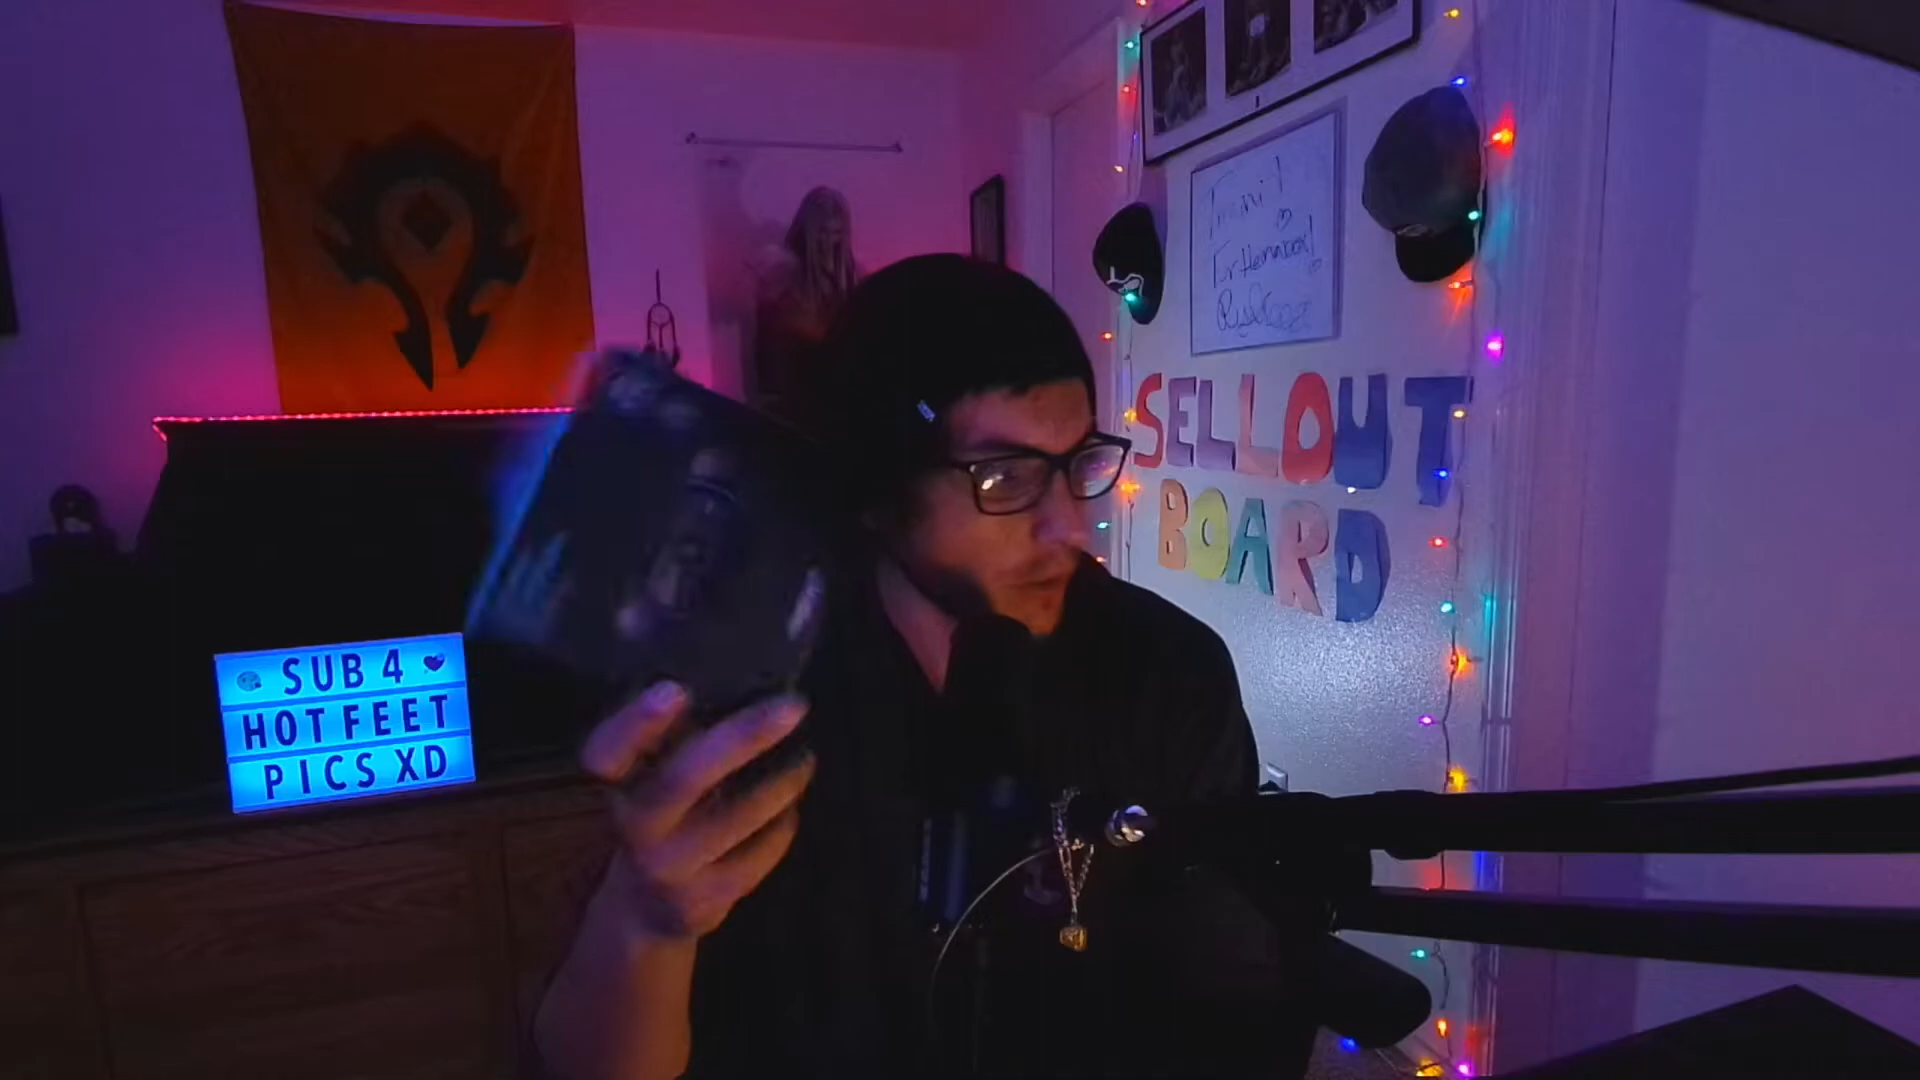 SELLOUT
BOARD
SUB 4
HOT FEET
PICS XD